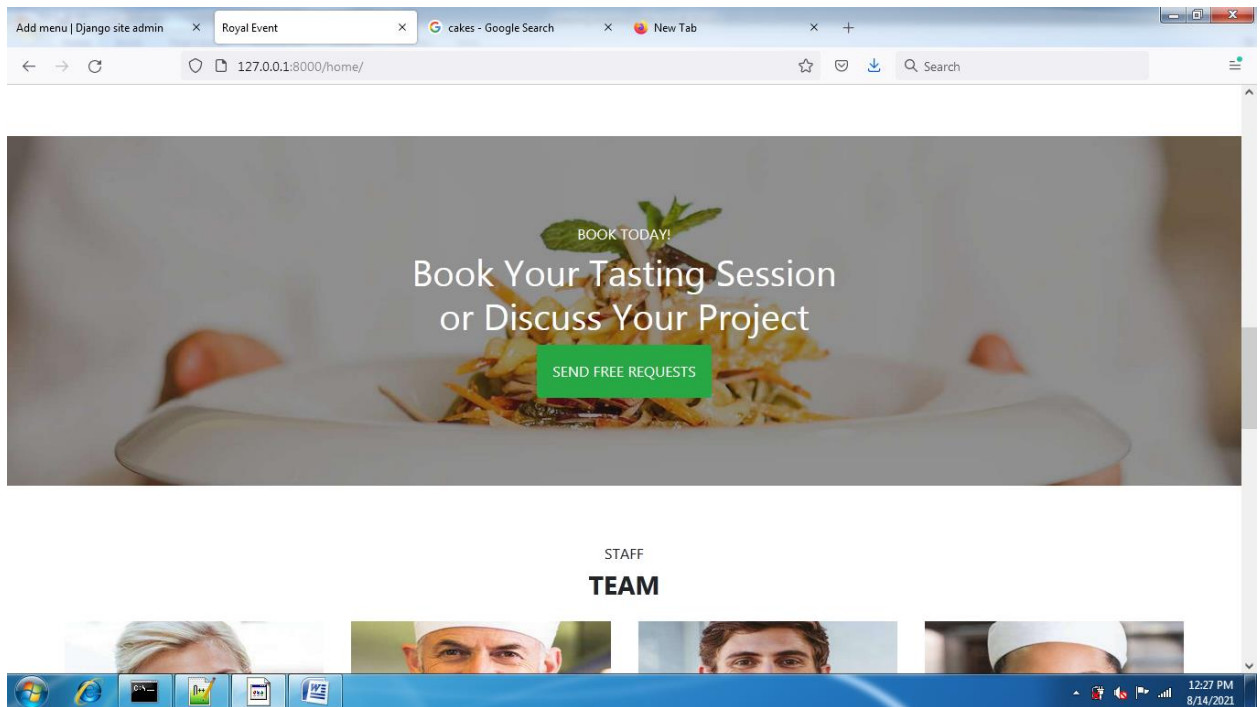 Add menu | Django site admin
Royal Event
cakes - Google Search
New Tab
127.0.0.1:8000/home/
Search
BOOK TODAY!
Book Your Tasting Session
or Discuss Your Project
SEND FREE REQUESTS
STAFF
TEAM
12:27 PM
8/14/2021